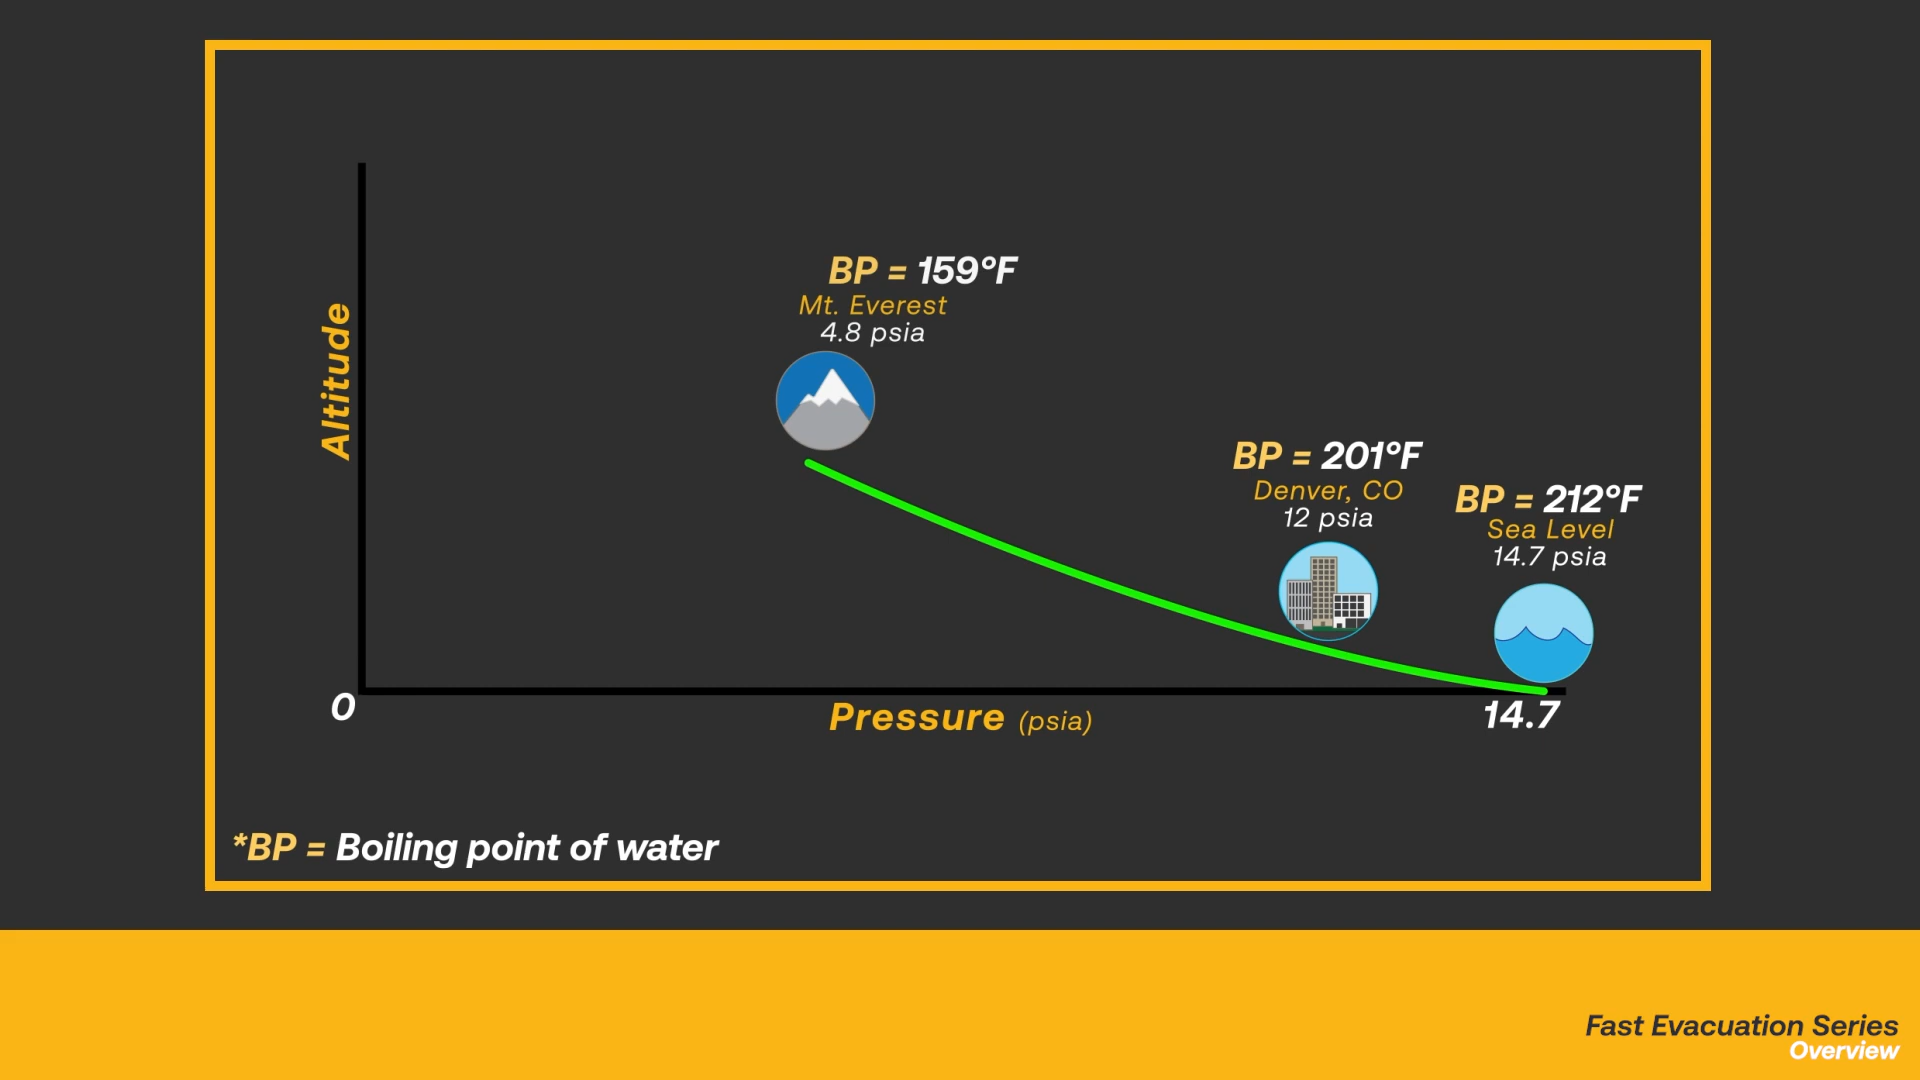 BP = 159°F
Mt. Everest
4.8 psia
BP = 201°F
Denver, CO
12 psia
BP = 212°F
Sea Level
14.7 psia
Altitude
0
Pressure (psia)
14.7
*BP = Boiling point of water
Fast Evacuation Series
Overview